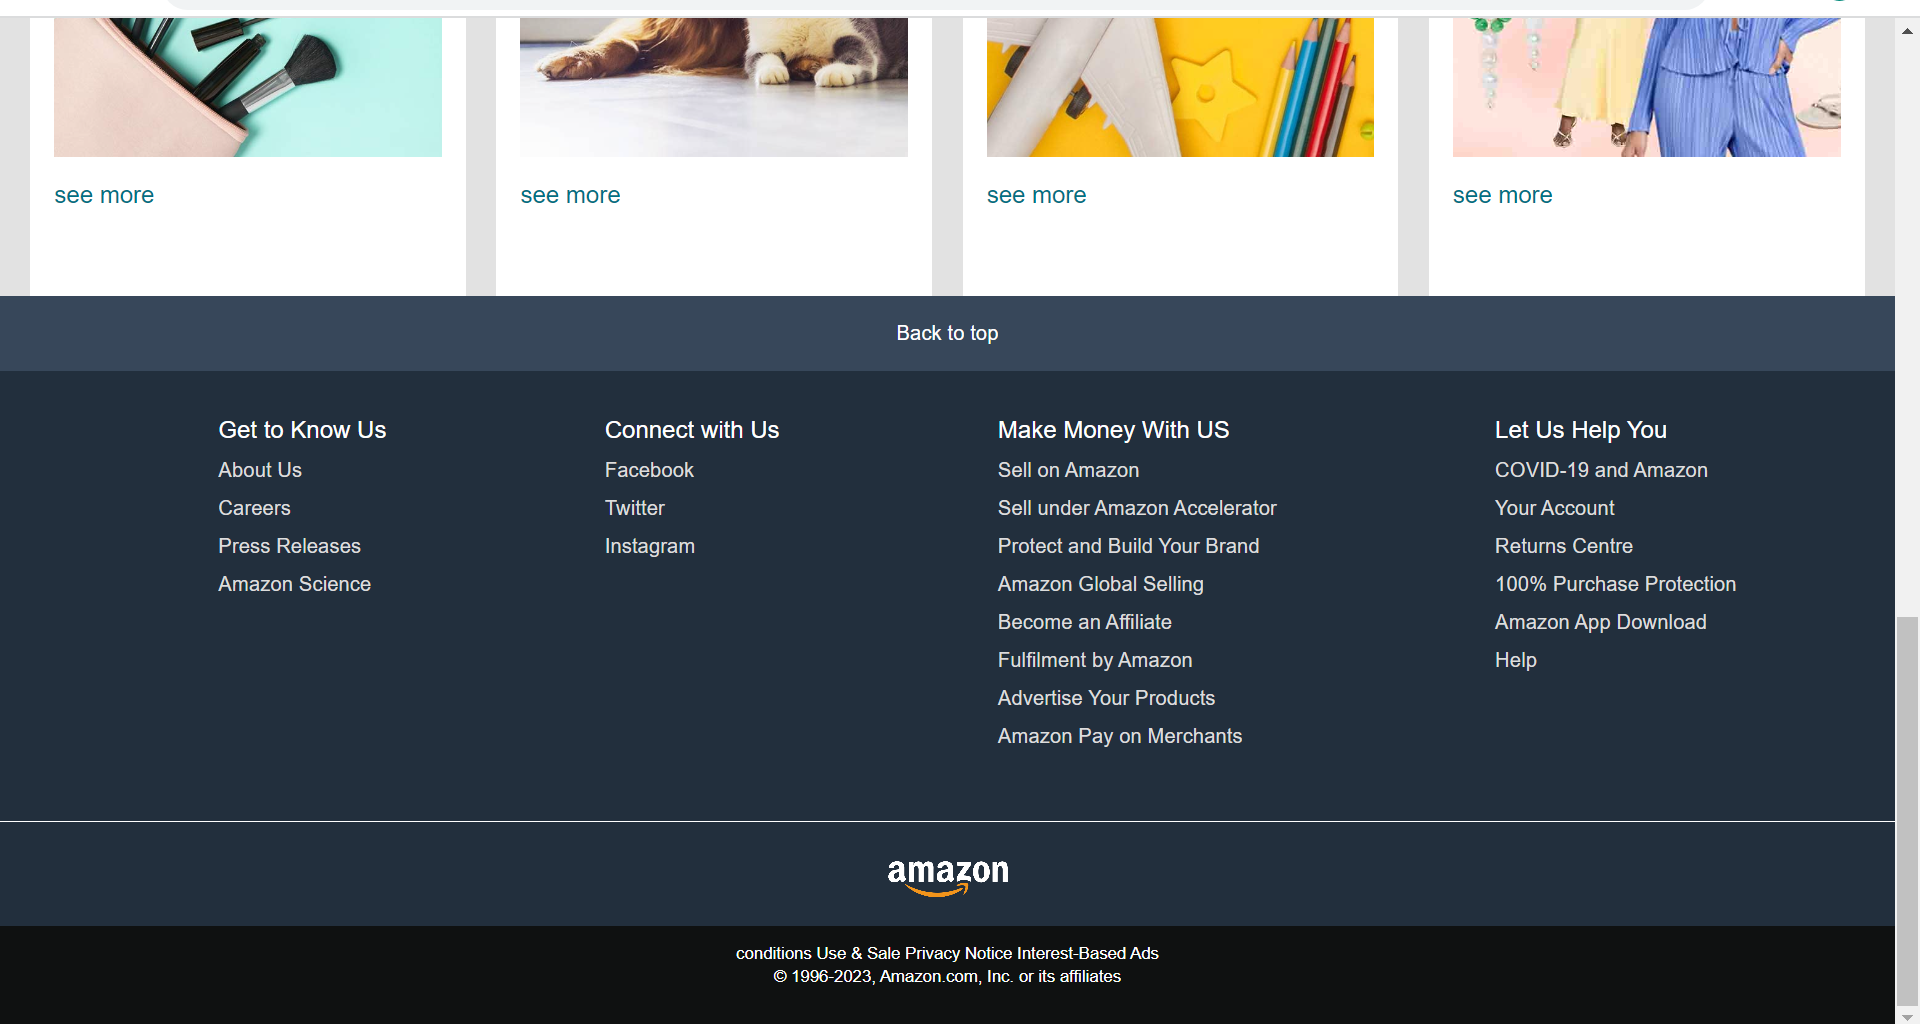 see more
see more
see more
see more
Back to top
Get to Know Us
About Us
Careers
Press Releases
Amazon Science
Connect with Us
Facebook
Twitter
Instagram
Make Money With US
Sell on Amazon
Sell under Amazon Accelerator
Protect and Build Your Brand
Amazon Global Selling
Become an Affiliate
Fulfilment by Amazon
Advertise Your Products
Amazon Pay on Merchants
Let Us Help You
COVID-19 and Amazon
Your Account
Returns Centre
100% Purchase Protection
Amazon App Download
Help
amazon
conditions Use & Sale Privacy Notice Interest-Based Ads
© 1996-2023, Amazon.com, Inc. or its affiliates